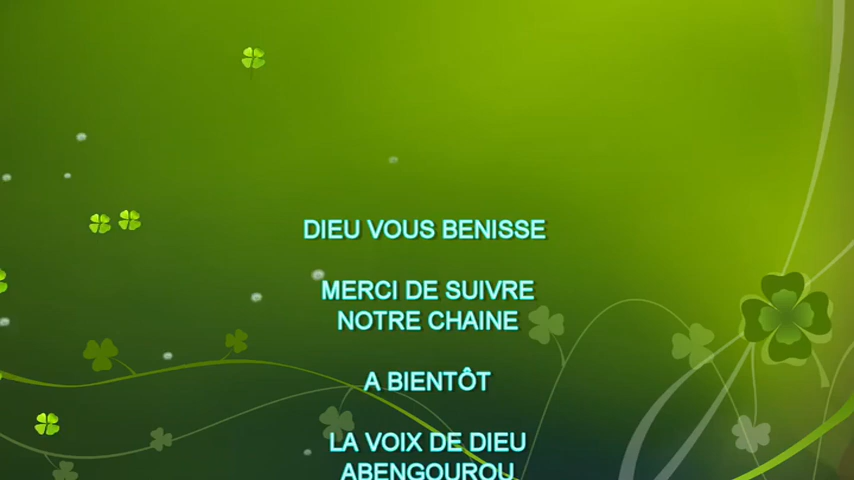 DIEU VOUS BENISSE
MERCI DE SUIVRE
NOTRE CHAINE
A BIENTÔT
LA VOIX DE DIEU
ABENGOUROU